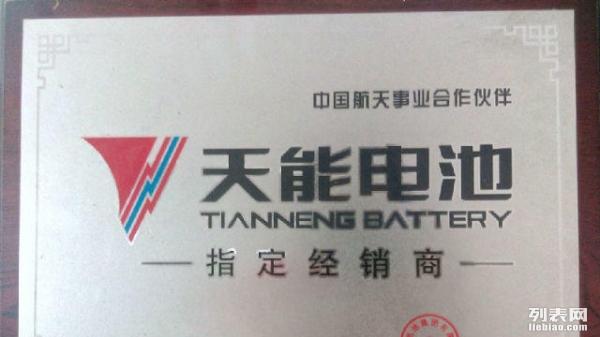 中国航天事业合作伙伴
天能电池
TIANNENG BATTERY
指定经销商
列表网
liebiao.com